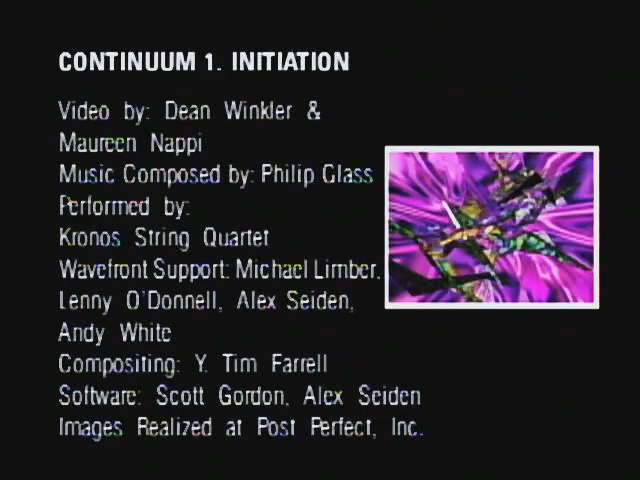 CONTINUUM 1. INITIATION
Video by: Dean Winkler &
Maureen Nappi
Music Composed by: Philip Glass
Performed by:
Kronos String Quartet
Wavefront Support: Michael Limber,
Lenny O'Donnell, Alex Seiden,
Andy White
Compositing: Y. Tim Farrell
Software: Scott Gordon, Alex Seiden
Images Realized at Post Perfect, Inc.